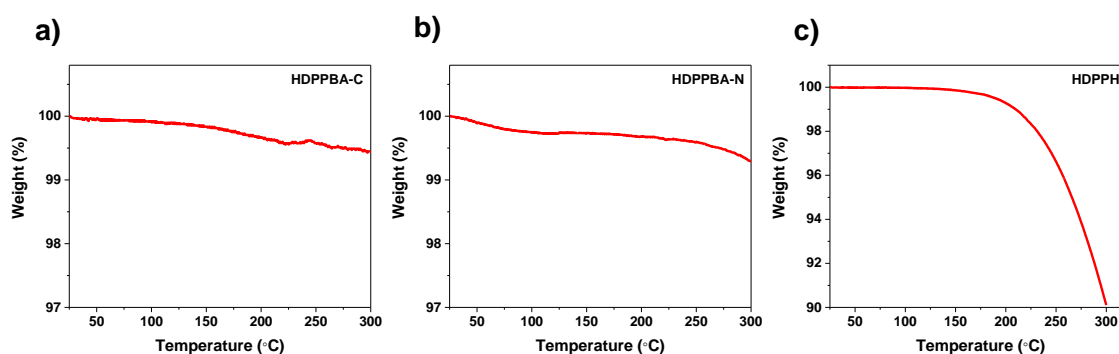 a)
HDPPBA-C
Weight (%)
100
99
98
97
50 100 150 200 250 300
Temperature (◦C)
b)
HDPPBA-N
Weight (%)
100
99
98
97
50 100 150 200 250 300
Temperature (◦C)
c)
HDPPH
Weight (%)
100
98
96
94
92
90
50 100 150 200 250 300
Temperature (◦C)